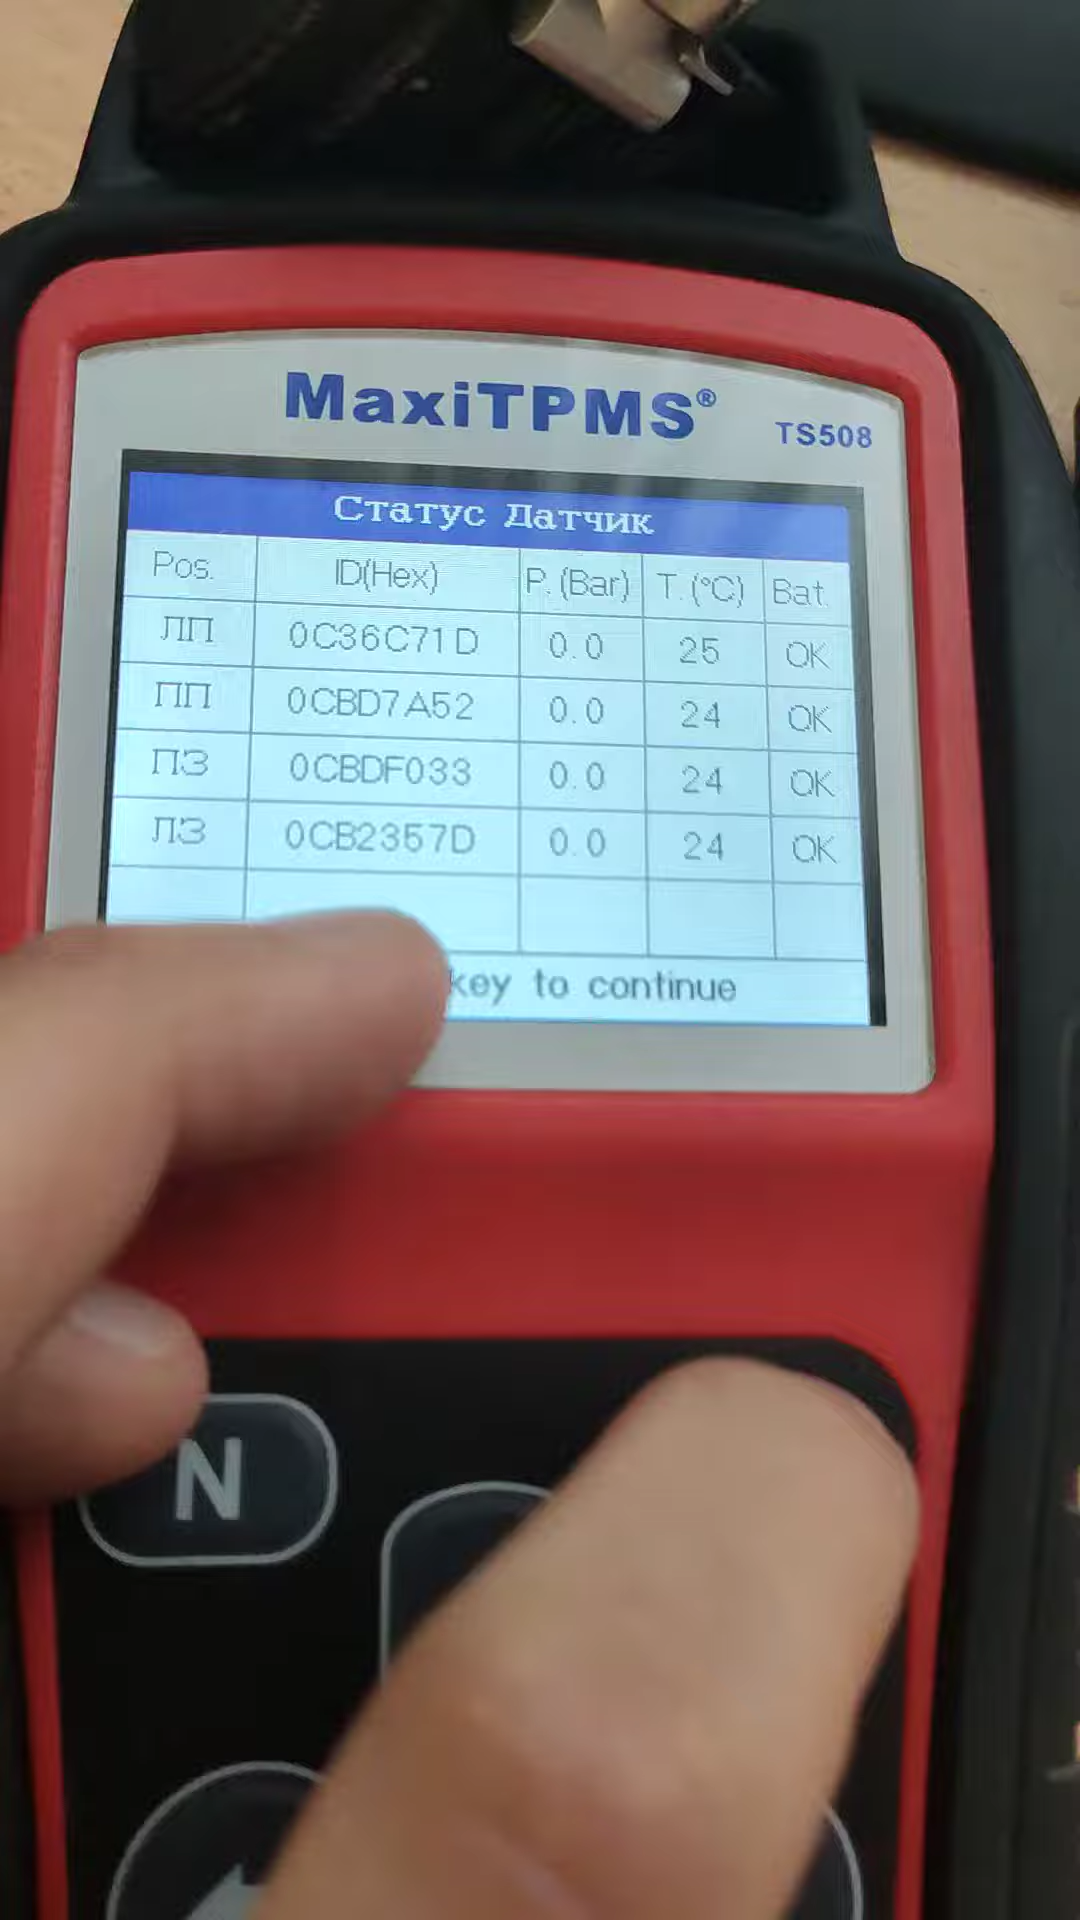 MaxiTPMS®
TS508
Статус Датчик
Pos. ID(Hex) P.(Bar) T.(°C) Bat.
ЛП 0C36C71D 0.0 25 OK
ПП 0CBD7A52 0.0 24 OK
ПЗ 0CBDF033 0.0 24 OK
ЛЗ 0CB2357D 0.0 24 OK
key to continue
N